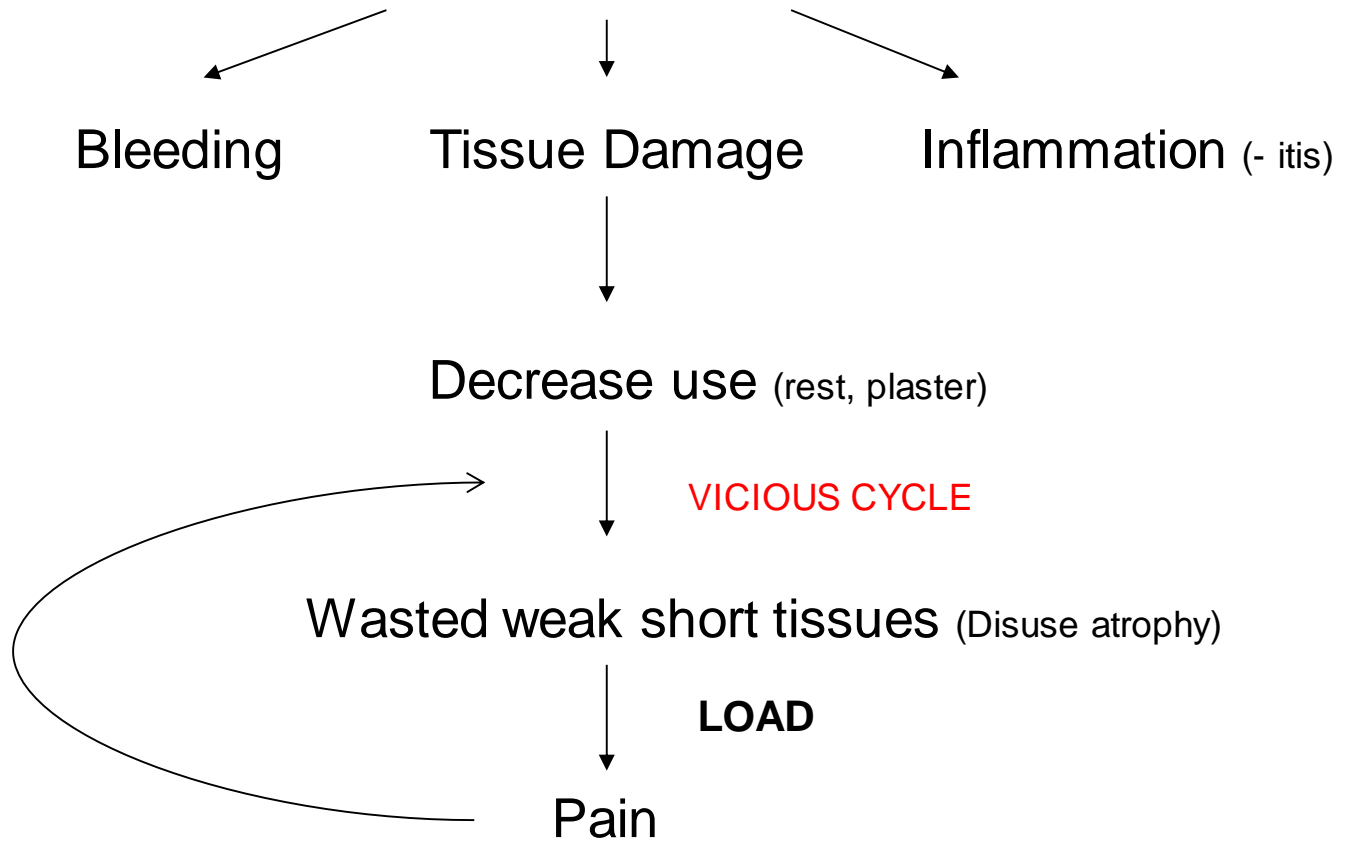 Bleeding Tissue Damage Inflammation (- itis)
Decrease use (rest, plaster)
VICIOUS CYCLE
Wasted weak short tissues (Disuse atrophy)
LOAD
Pain